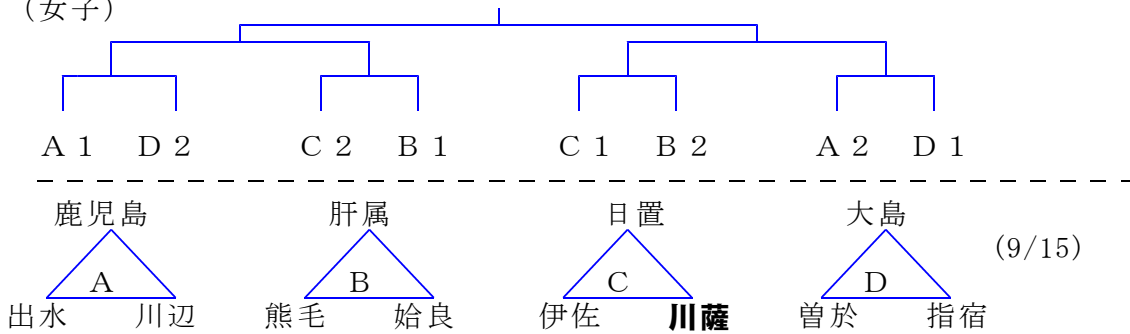 (女子)
A1 D2 C2 B1 C1 B2 A2 D1
鹿児島 肝属 日置 大島
(9/15)
A B C D
出水 川辺 熊毛 姶良 伊佐 川薩 曽於 指宿